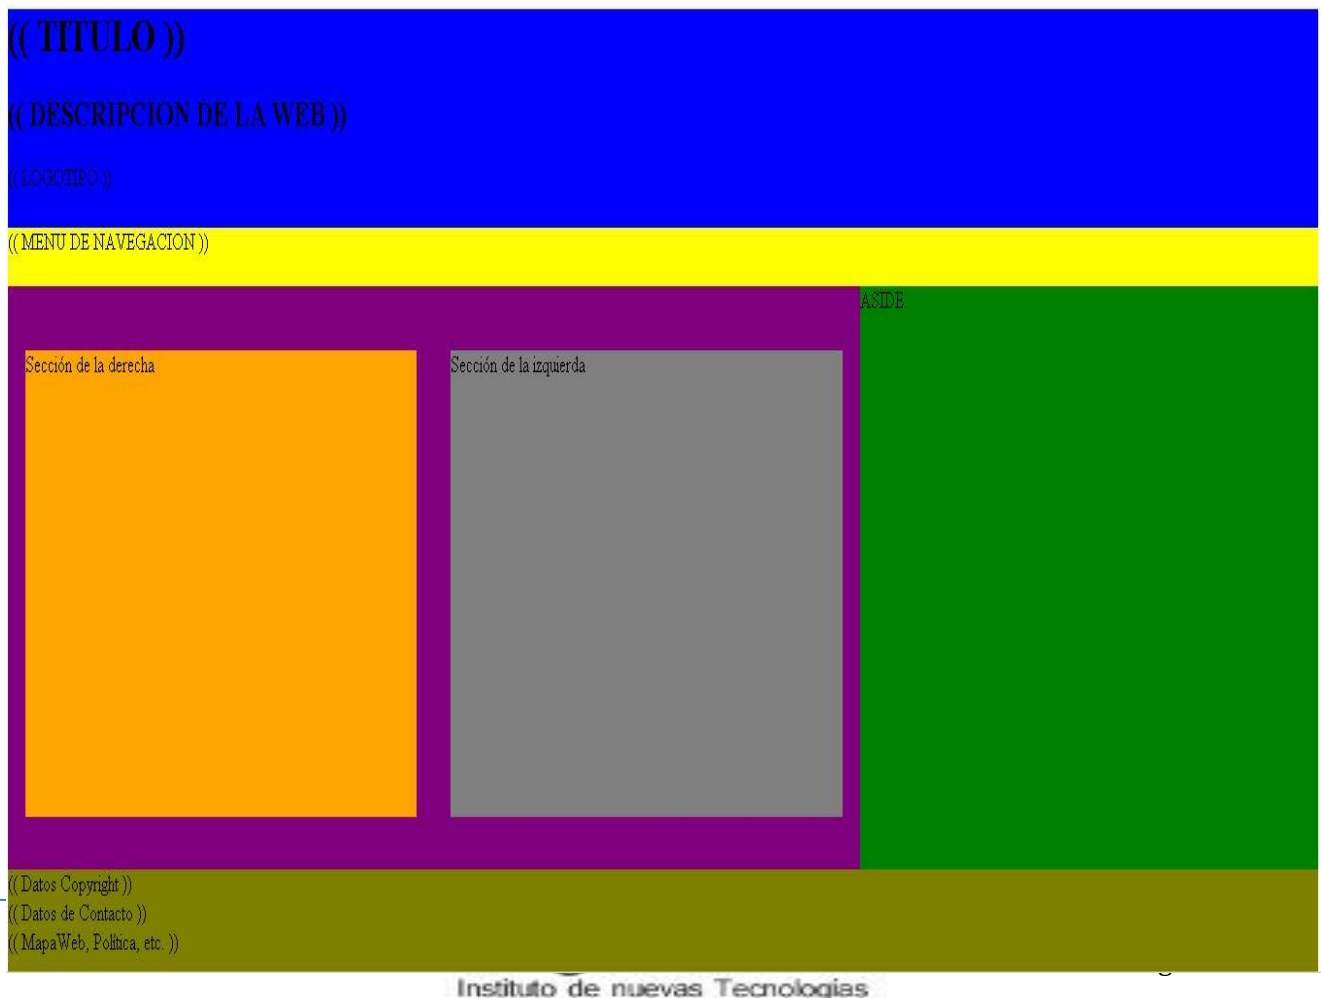 (( TITULO ))
(( DESCRIPCION DE LA WEB ))
(( LOGOTIPO ))
(( MENU DE NAVEGACION ))
ASIDE
Sección de la derecha
Sección de la izquierda
(( Datos Copyright ))
(( Datos de Contacto ))
(( MapaWeb, Política, etc. ))
Instituto de nuevas Tecnologias